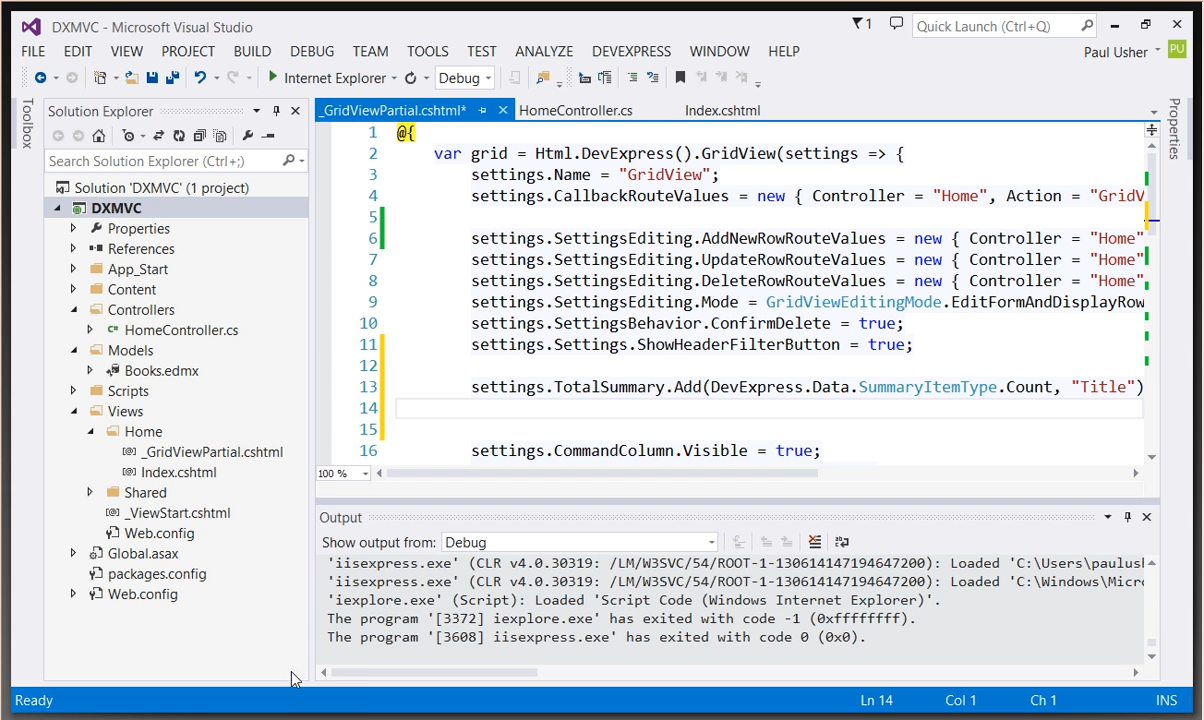 DXMVC - Microsoft Visual Studio
1
Quick Launch (Ctrl+Q)
FILE EDIT VIEW PROJECT BUILD DEBUG TEAM TOOLS TEST ANALYZE DEVEXPRESS WINDOW HELP
Paul Usher
PU
Internet Explorer
Debug
Toolbox
Solution Explorer
Search Solution Explorer (Ctrl+;)
Solution 'DXMVC' (1 project)
DXMVC
Properties
References
App_Start
Content
Controllers
HomeController.cs
Models
Books.edmx
Scripts
Views
Home
_GridViewPartial.cshtml
Index.cshtml
Shared
_ViewStart.cshtml
Web.config
Global.asax
packages.config
Web.config
_GridViewPartial.cshtml* HomeController.cs Index.cshtml
1 @{
2 var grid = Html.DevExpress().GridView(settings => {
3 settings.Name = "GridView";
4 settings.CallbackRouteValues = new { Controller = "Home", Action = "GridV
5
6 settings.SettingsEditing.AddNewRowRouteValues = new { Controller = "Home"
7 settings.SettingsEditing.UpdateRowRouteValues = new { Controller = "Home"
8 settings.SettingsEditing.DeleteRowRouteValues = new { Controller = "Home"
9 settings.SettingsEditing.Mode = GridViewEditingMode.EditFormAndDisplayRow
10 settings.SettingsBehavior.ConfirmDelete = true;
11 settings.Settings.ShowHeaderFilterButton = true;
12
13 settings.TotalSummary.Add(DevExpress.Data.SummaryItemType.Count, "Title")
14
15
16 settings.CommandColumn.Visible = true;
100 %
Properties
Output
Show output from: Debug
'iisexpress.exe' (CLR v4.0.30319: /LM/W3SVC/54/ROOT-1-130614147194647200): Loaded 'C:\Users\paulush
'iisexpress.exe' (CLR v4.0.30319: /LM/W3SVC/54/ROOT-1-130614147194647200): Loaded 'C:\Windows\Micro
'iexplore.exe' (Script): Loaded 'Script Code (Windows Internet Explorer)'.
The program '[3372] iexplore.exe' has exited with code -1 (0xffffffff).
The program '[3608] iisexpress.exe' has exited with code 0 (0x0).
Ready
Ln 14 Col 1 Ch 1 INS